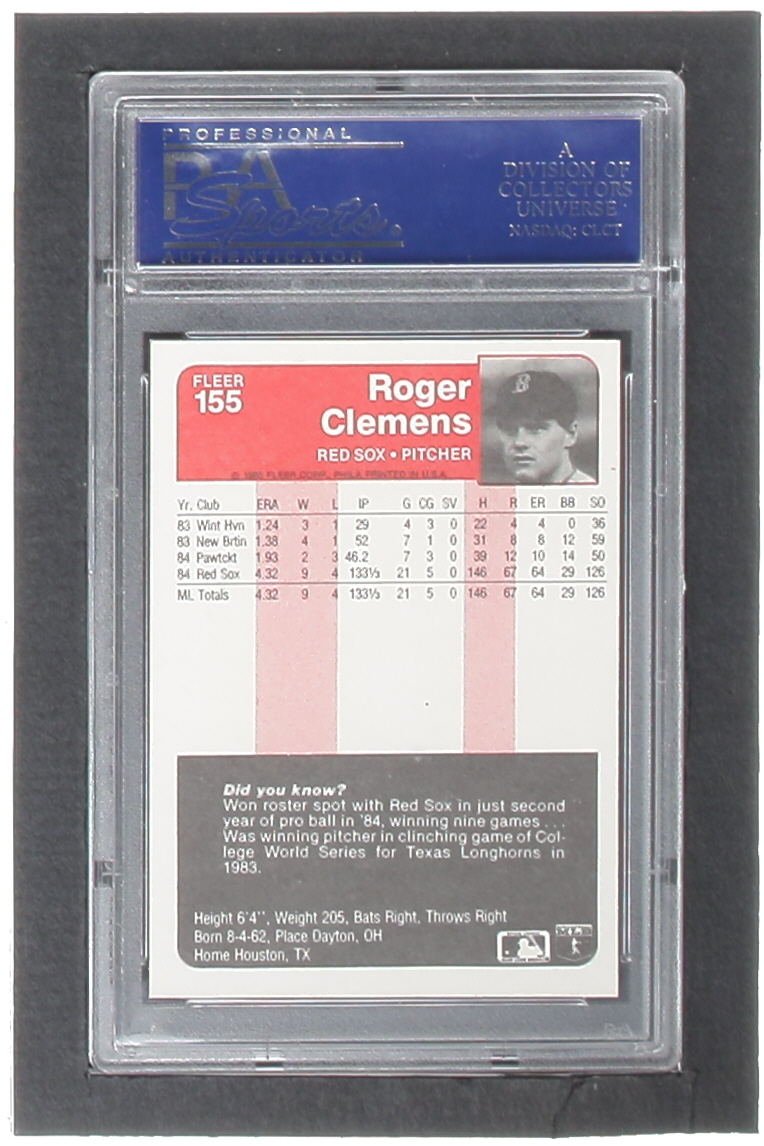 PROFESSIONAL
PSA
Sports
AUTHENTICATOR
A
DIVISION OF
COLLECTORS
UNIVERSE
NASDAQ: CLCT
FLEER
155
Roger
Clemens
RED SOX • PITCHER
© 1985 FLEER CORP., PHILA PRINTED IN U.S.A.
Yr. Club ERA W L IP G CG SV H R ER BB SO
83 Wint Hvn 1.24 3 1 29 4 3 0 22 4 4 0 36
83 New Brtin 1.38 4 1 52 7 1 0 31 8 8 12 59
84 Pawtckt 1.93 2 3 46.2 7 3 0 39 12 10 14 50
84 Red Sox 4.32 9 4 133⅓ 21 5 0 146 67 64 29 126
ML Totals 4.32 9 4 133⅓ 21 5 0 146 67 64 29 126
Did you know?
Won roster spot with Red Sox in just second
year of pro ball in '84, winning nine games . . .
Was winning pitcher in clinching game of Col-
lege World Series for Texas Longhorns in
1983.
Height 6'4'', Weight 205, Bats Right, Throws Right
Born 8-4-62, Place Dayton, OH
Home Houston, TX